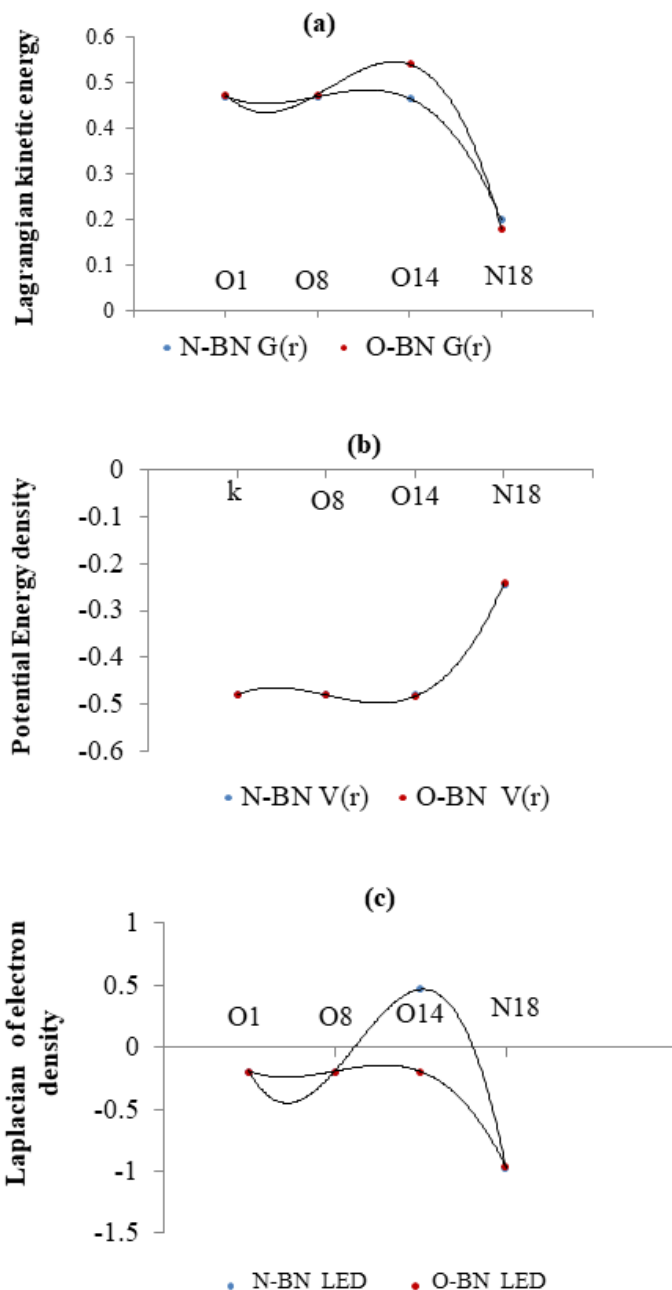 (a)
Lagrangian kinetic energy
0.6
0.5
0.4
0.3
0.2
0.1
0
O1 O8 O14 N18
N-BN G(r) O-BN G(r)
(b)
Potential Energy density
0
-0.1
-0.2
-0.3
-0.4
-0.5
-0.6
k O8 O14 N18
N-BN V(r) O-BN V(r)
(c)
Laplacian of electron
density
1
0.5
0
-0.5
-1
-1.5
O1 O8 O14 N18
N-BN LED O-BN LED